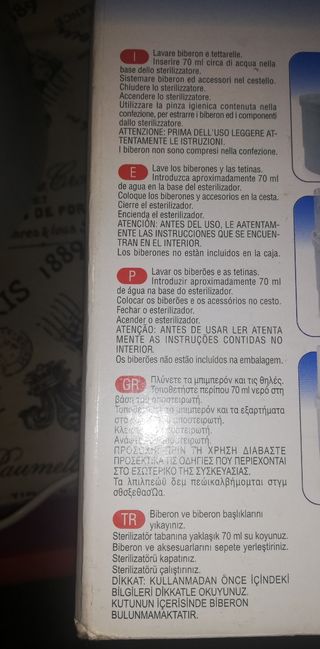 I Lavare biberon e tettarelle.
Inserire 70 ml circa di acqua nella
base dello sterilizzatore.
Sistemare biberon ed accessori nel cestello.
Chiudere lo sterilizzatore.
Accendere lo sterilizzatore.
Utilizzare la pinza igienica contenuta nella
confezione, per estrarre i biberon ed i componenti
dallo sterilizzatore.
ATTENZIONE: PRIMA DELL'USO LEGGERE AT-
TENTAMENTE LE ISTRUZIONI.
I biberon non sono compresi nella confezione.
E Lave los biberones y las tetinas.
Introduzca aproximadamente 70 ml
de agua en la base del esterilizador.
Coloque los biberones y accesorios en la cesta.
Cierre el esterilizador.
Encienda el esterilizador.
ATENCIÓN: ANTES DEL USO, LE AATENTAM-
ENTE LAS INSTRUCCIONES QUE SE ENCUEN-
TRAN EN EL INTERIOR.
Los biberones no están incluidos en la caja.
P Lavar os biberões e as tetinas.
Introduzir aproximadamente 70 ml
de água na base do esterilizador.
Colocar os biberões e os acessórios no cesto.
Fechar o esterilizador.
Acender o esterilizador.
ATENÇÃO: ANTES DE USAR LER ATENTA
MENTE AS INSTRUÇÕES CONTIDAS NO
INTERIOR.
Os biberões não estão incluídos na embalagem.
GR Πλύνετε τα μπιμπερόν και τις θηλές.
Τοποθετήστε περίπου 70 ml νερό στη
βάση του αποστειρωτή.
Τοποθετήστε τα μπιμπερόν και τα εξαρτήματα
στο αποστειρωτή.
αποστειρωτή.
αποστειρωτή.
ΠΡΟΣΟΧΗ: ΠΡΙΝ ΤΗ ΧΡΗΣΗ ΔΙΑΒΑΣΤΕ
ΠΡΟΣΕΚΤΙΚΑ ΤΙΣ ΟΔΗΓΙΕΣ ΠΟΥ ΠΕΡΙΕΧΟΝΤΑΙ
ΣΤΟ ΕΣΩΤΕΡΙΚΟ ΤΗΣ ΣΥΣΚΕΥΑΣΙΑΣ.
TR Biberon ve biberon başlıklarını
yıkayınız.
Sterilizatör tabanına yaklaşık 70 ml su koyunuz.
Biberon ve aksesuarlarını sepete yerleştiriniz.
Sterilizatörü kapatınız.
Sterilizatörü çalıştırınız.
DİKKAT: KULLANMADAN ÖNCE İÇİNDEKİ
BİLGİLERİ DİKKATLE OKUYUNUZ.
KUTUNUN İÇERİSİNDE BİBERON
BULUNMAMAKTADIR.
1889